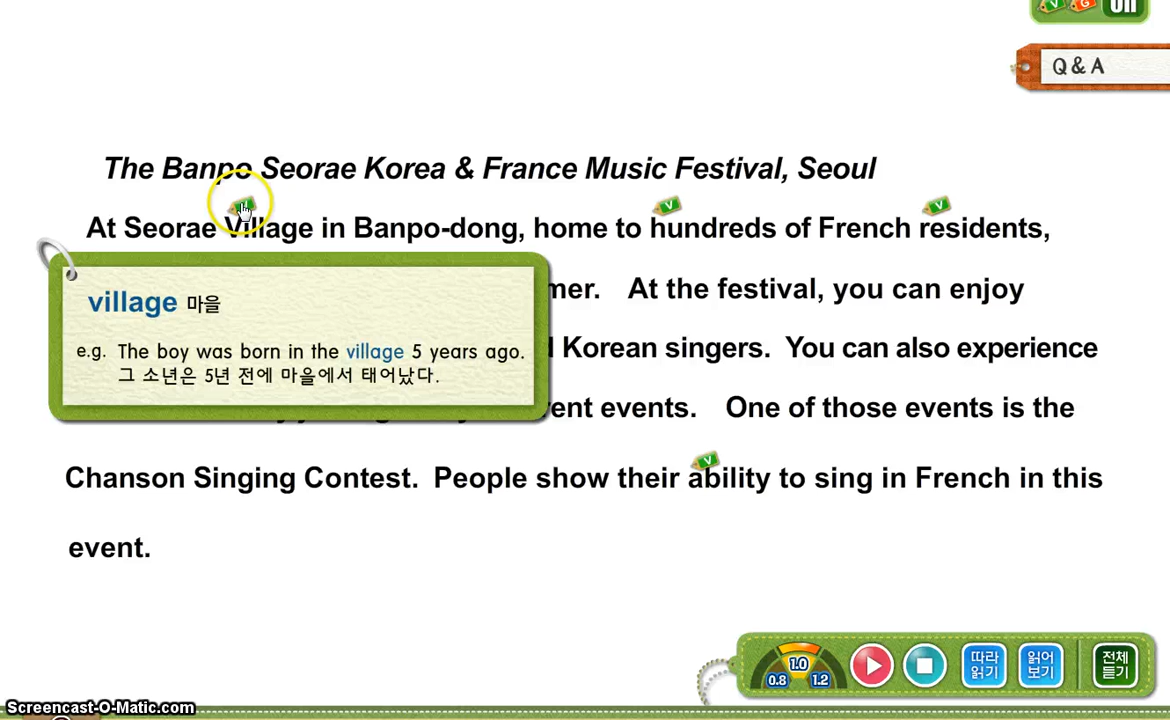 V G On
Q & A
The Banpo Seorae Korea & France Music Festival, Seoul
At Seorae Village in Banpo-dong, home to hundreds of French residents,
At the festival, you can enjoy
village 마을
Korean singers. You can also experience
e.g. The boy was born in the village 5 years ago.
그 소년은 5년 전에 마을에서 태어났다.
events. One of those events is the
Chanson Singing Contest. People show their ability to sing in French in this
event.
0.8 1.0 1.2
따라 읽기
읽어 보기
전체 듣기
Screencast-O-Matic.com